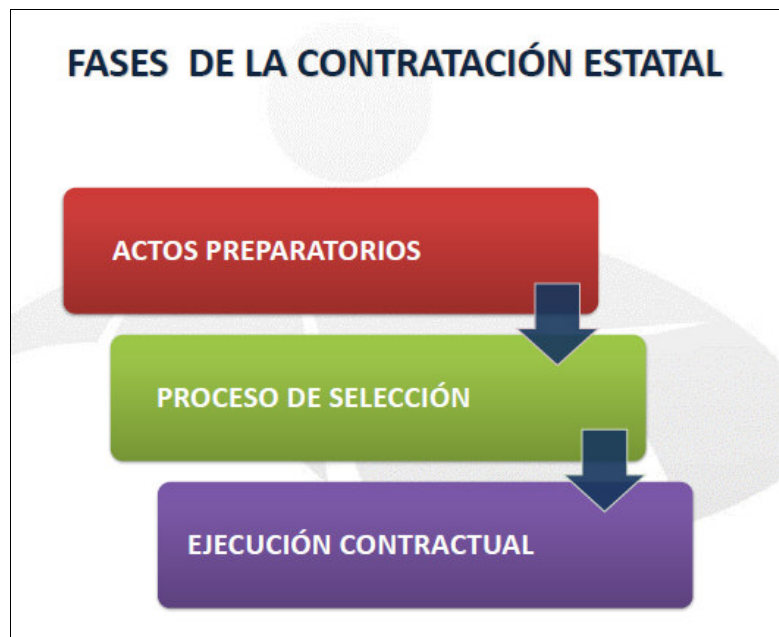 FASES DE LA CONTRATACIÓN ESTATAL
ACTOS PREPARATORIOS
PROCESO DE SELECCIÓN
EJECUCIÓN CONTRACTUAL